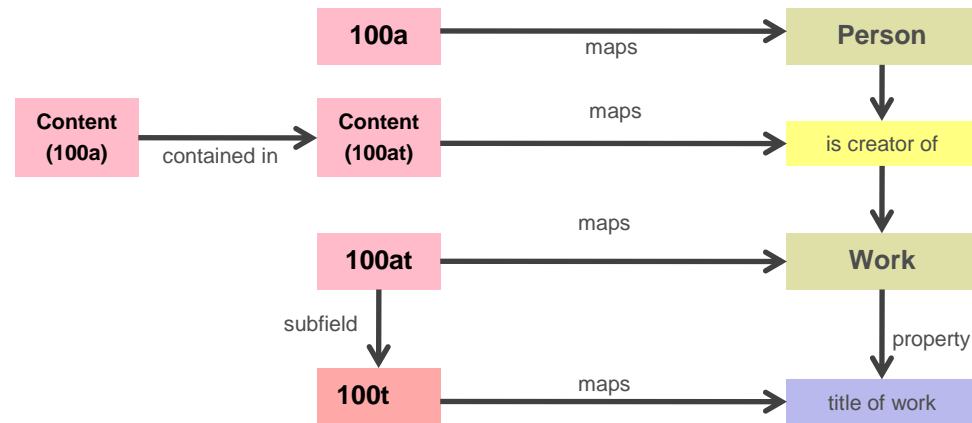 100a
maps
Person
Content
(100a)
contained in
Content
(100at)
maps
is creator of
100at
maps
Work
subfield
property
100t
maps
title of work